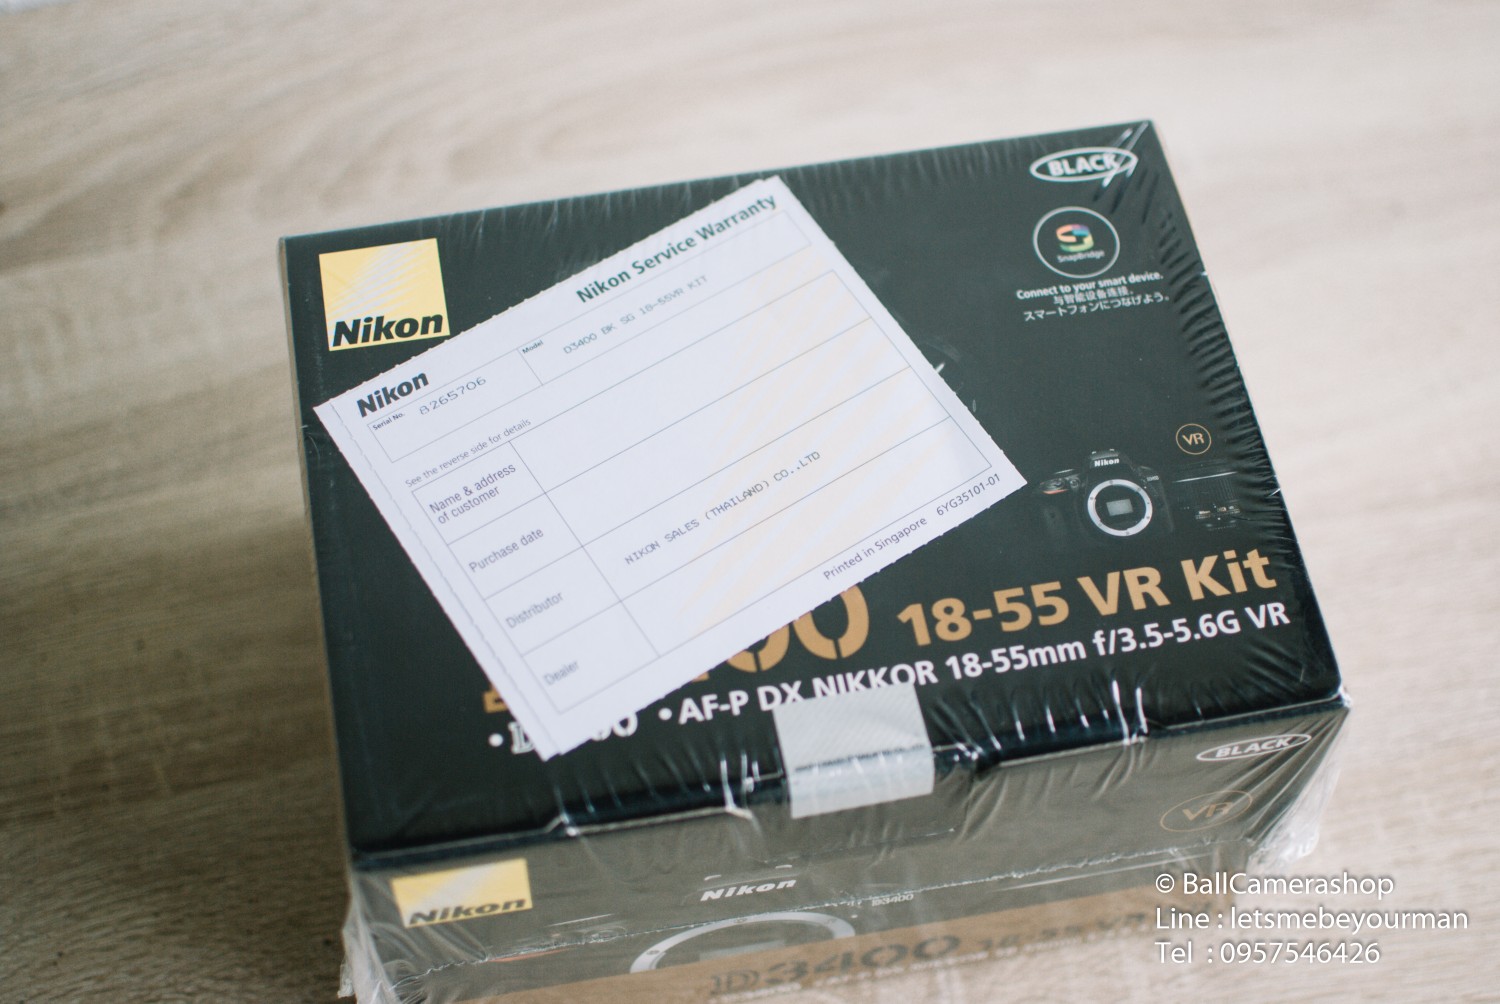 BLACK
SnapBridge
Connect to your smart device.
与智能设备连接。
スマートフォンにつなげよう。
Nikon
Nikon Service Warranty
Nikon
Serial No. 8265706
Model D3400 BK SG 18-55VR KIT
See the reverse side for details
Name & address
of customer
Purchase date
Distributor NIKON SALES (THAILAND) CO.,LTD
Dealer
Printed in Singapore 6YG35101-01
VR
Nikon
18-55 VR Kit
• AF-P DX NIKKOR 18-55mm f/3.5-5.6G VR
BLACK
VR
Nikon
Nikon
D3400
D3400 18-55 VR
© BallCamerashop
Line : letsmebeyourman
Tel : 0957546426